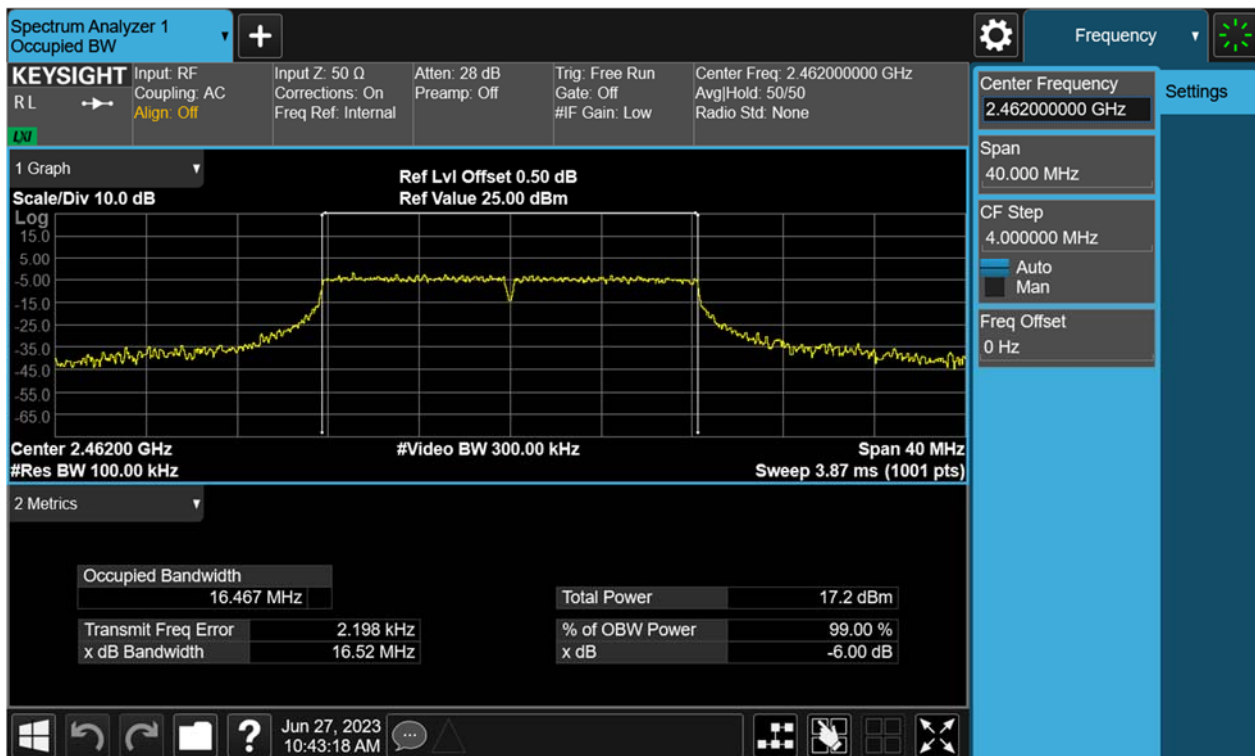 Spectrum Analyzer 1
Occupied BW
Frequency
KEYSIGHT
R L
LXI
Input: RF
Coupling: AC
Align: Off
Input Z: 50 Ω
Corrections: On
Freq Ref: Internal
Atten: 28 dB
Preamp: Off
Trig: Free Run
Gate: Off
#IF Gain: Low
Center Freq: 2.462000000 GHz
Avg|Hold: 50/50
Radio Std: None
Center Frequency
2.462000000 GHz
Settings
Span
40.000 MHz
CF Step
4.000000 MHz
Auto
Man
Freq Offset
0 Hz
1 Graph
Scale/Div 10.0 dB
Ref Lvl Offset 0.50 dB
Ref Value 25.00 dBm
Log
15.0
5.00
-5.00
-15.0
-25.0
-35.0
-45.0
-55.0
-65.0
Center 2.46200 GHz
#Video BW 300.00 kHz
Span 40 MHz
#Res BW 100.00 kHz
Sweep 3.87 ms (1001 pts)
2 Metrics
Occupied Bandwidth
16.467 MHz
Total Power 17.2 dBm
Transmit Freq Error 2.198 kHz
% of OBW Power 99.00 %
x dB Bandwidth 16.52 MHz
x dB -6.00 dB
Jun 27, 2023
10:43:18 AM